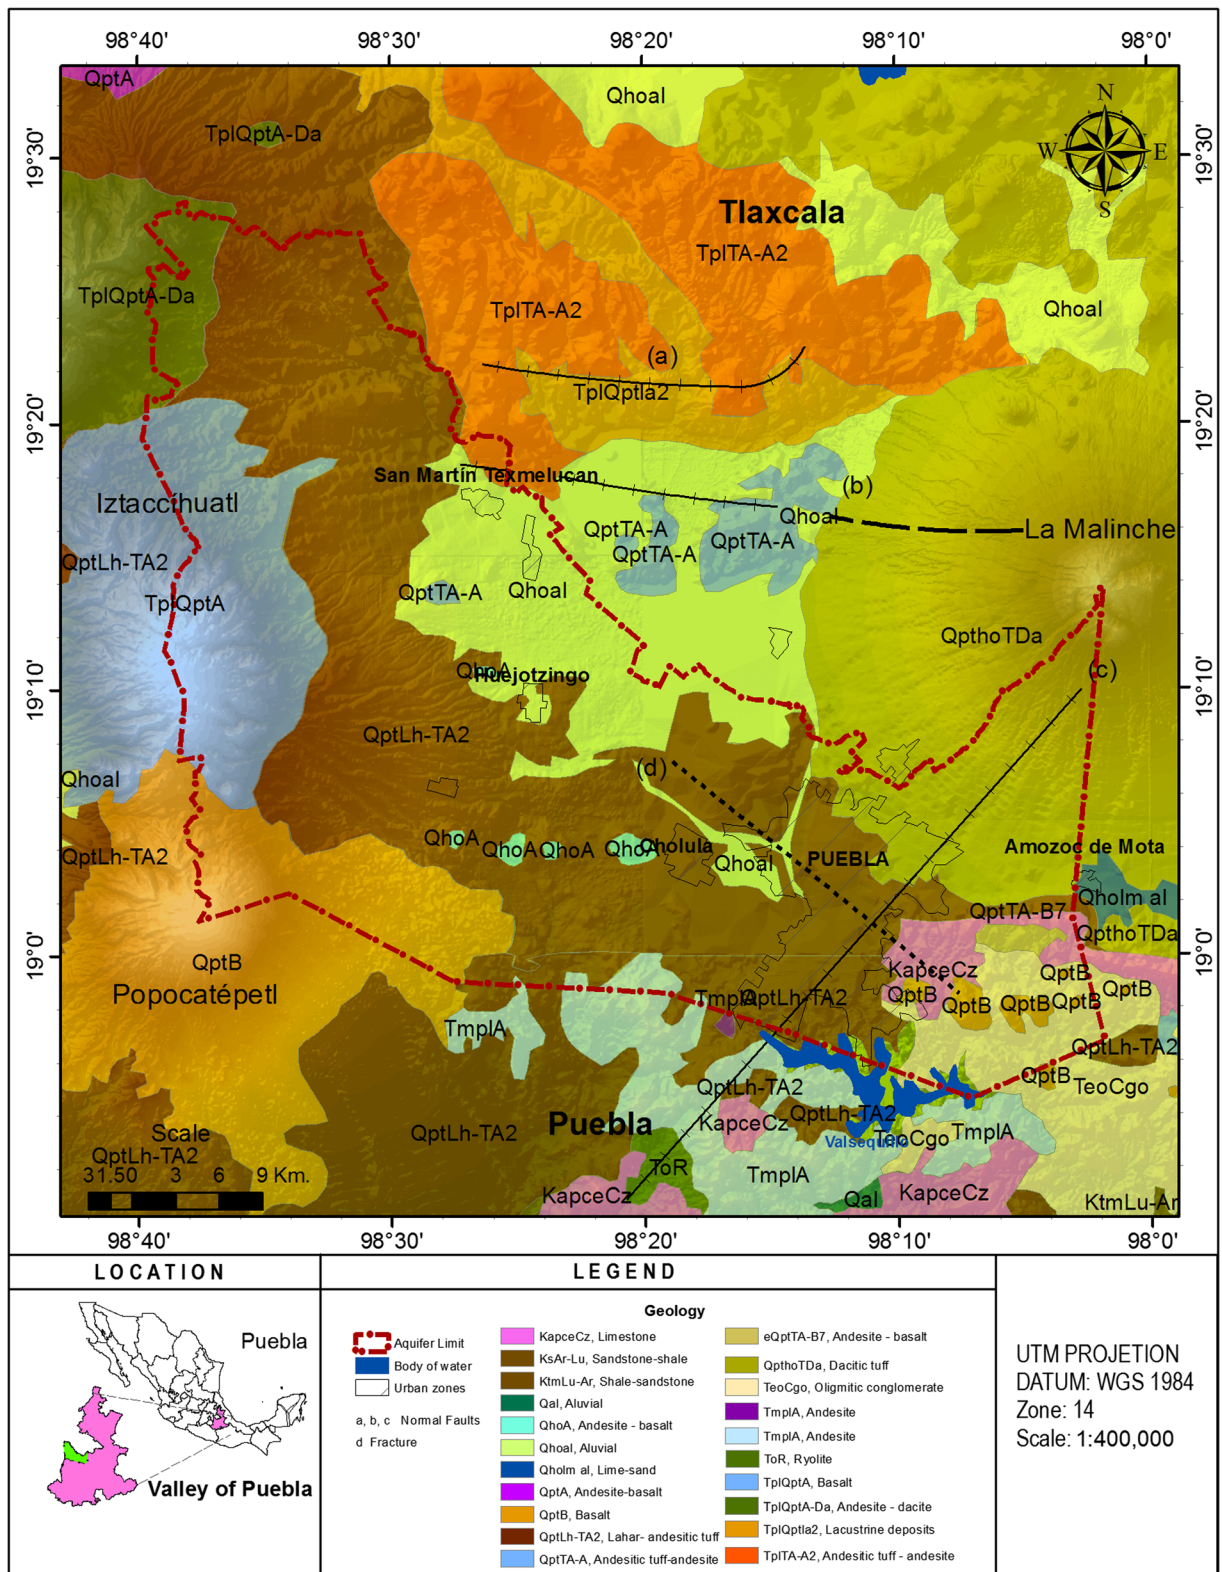 98°40' 98°30' 98°20' 98°10' 98°0'
QptA
Qhoal
N
TplQptA-Da
19°30'
19°30'
W E
S
Tlaxcala
TplTA-A2
TplQptA-Da
TplTA-A2
Qhoal
(a)
TplQptla2
19°20'
19°20'
San Martín Texmelucan
(b)
Iztaccíhuatl
Qhoal
QptTA-A
La Malinche
QptTA-A
QptTA-A
QptLh-TA2
QptTA-A
Qhoal
TplQptA
QpthoTDa
QhoA
Huejotzingo
(c)
19°10'
19°10'
QptLh-TA2
(d)
Qhoal
QhoA
QhoA
QhoA
QhoA
Cholula
Qhoal
PUEBLA
Amozoc de Mota
QptLh-TA2
Qholm al
QptTA-B7
QpthoTDa
19°0'
19°0'
QptB
KapceCz
QptB
QptB
Popocatépetl
TmplA
QptLh-TA2
QptB
QptB
QptB
QptB
TmplA
QptLh-TA2
QptB
TeoCgo
QptLh-TA2
KapceCz
QptLh-TA2
Puebla
QptLh-TA2
Scale
QptLh-TA2
Valsequillo
TeoCgo
TmplA
ToR
TmplA
31.50 3 6 9 Km.
KapceCz
Qal
KapceCz
KtmLu-Ar
98°40' 98°30' 98°20' 98°10' 98°0'
LOCATION
Puebla
Valley of Puebla
LEGEND
Geology
Aquifer Limit
Body of water
Urban zones
a, b, c Normal Faults
d Fracture
KapceCz, Limestone
KsAr-Lu, Sandstone-shale
KtmLu-Ar, Shale-sandstone
Qal, Aluvial
QhoA, Andesite - basalt
Qhoal, Aluvial
Qholm al, Lime-sand
QptA, Andesite-basalt
QptB, Basalt
QptLh-TA2, Lahar- andesitic tuff
QptTA-A, Andesitic tuff-andesite
eQptTA-B7, Andesite - basalt
QpthoTDa, Dacitic tuff
TeoCgo, Oligmitic conglomerate
TmplA, Andesite
TmplA, Andesite
ToR, Ryolite
TplQptA, Basalt
TplQptA-Da, Andesite - dacite
TplQptla2, Lacustrine deposits
TplTA-A2, Andesitic tuff - andesite
UTM PROJETION
DATUM: WGS 1984
Zone: 14
Scale: 1:400,000